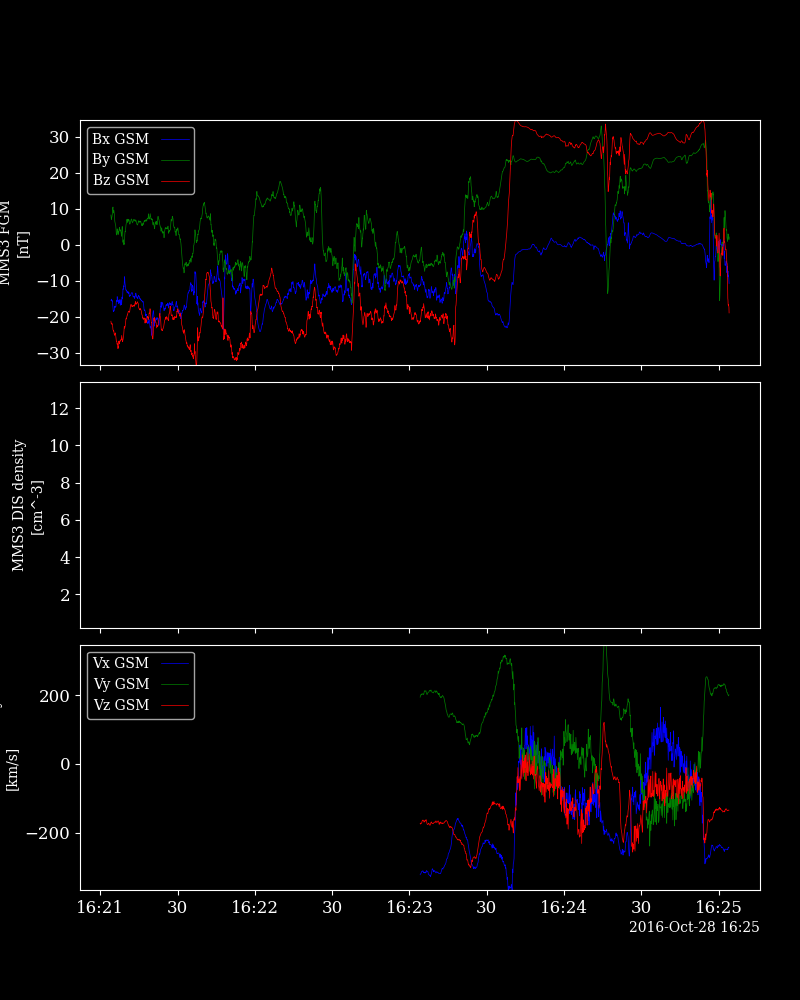 MMS3 FGM
[nT]
30
20
10
0
−10
−20
−30
Bx GSM
By GSM
Bz GSM
MMS3 DIS density
[cm^-3]
12
10
8
6
4
2
[km/s]
200
0
−200
Vx GSM
Vy GSM
Vz GSM
16:21 30 16:22 30 16:23 30 16:24 30 16:25
2016-Oct-28 16:25